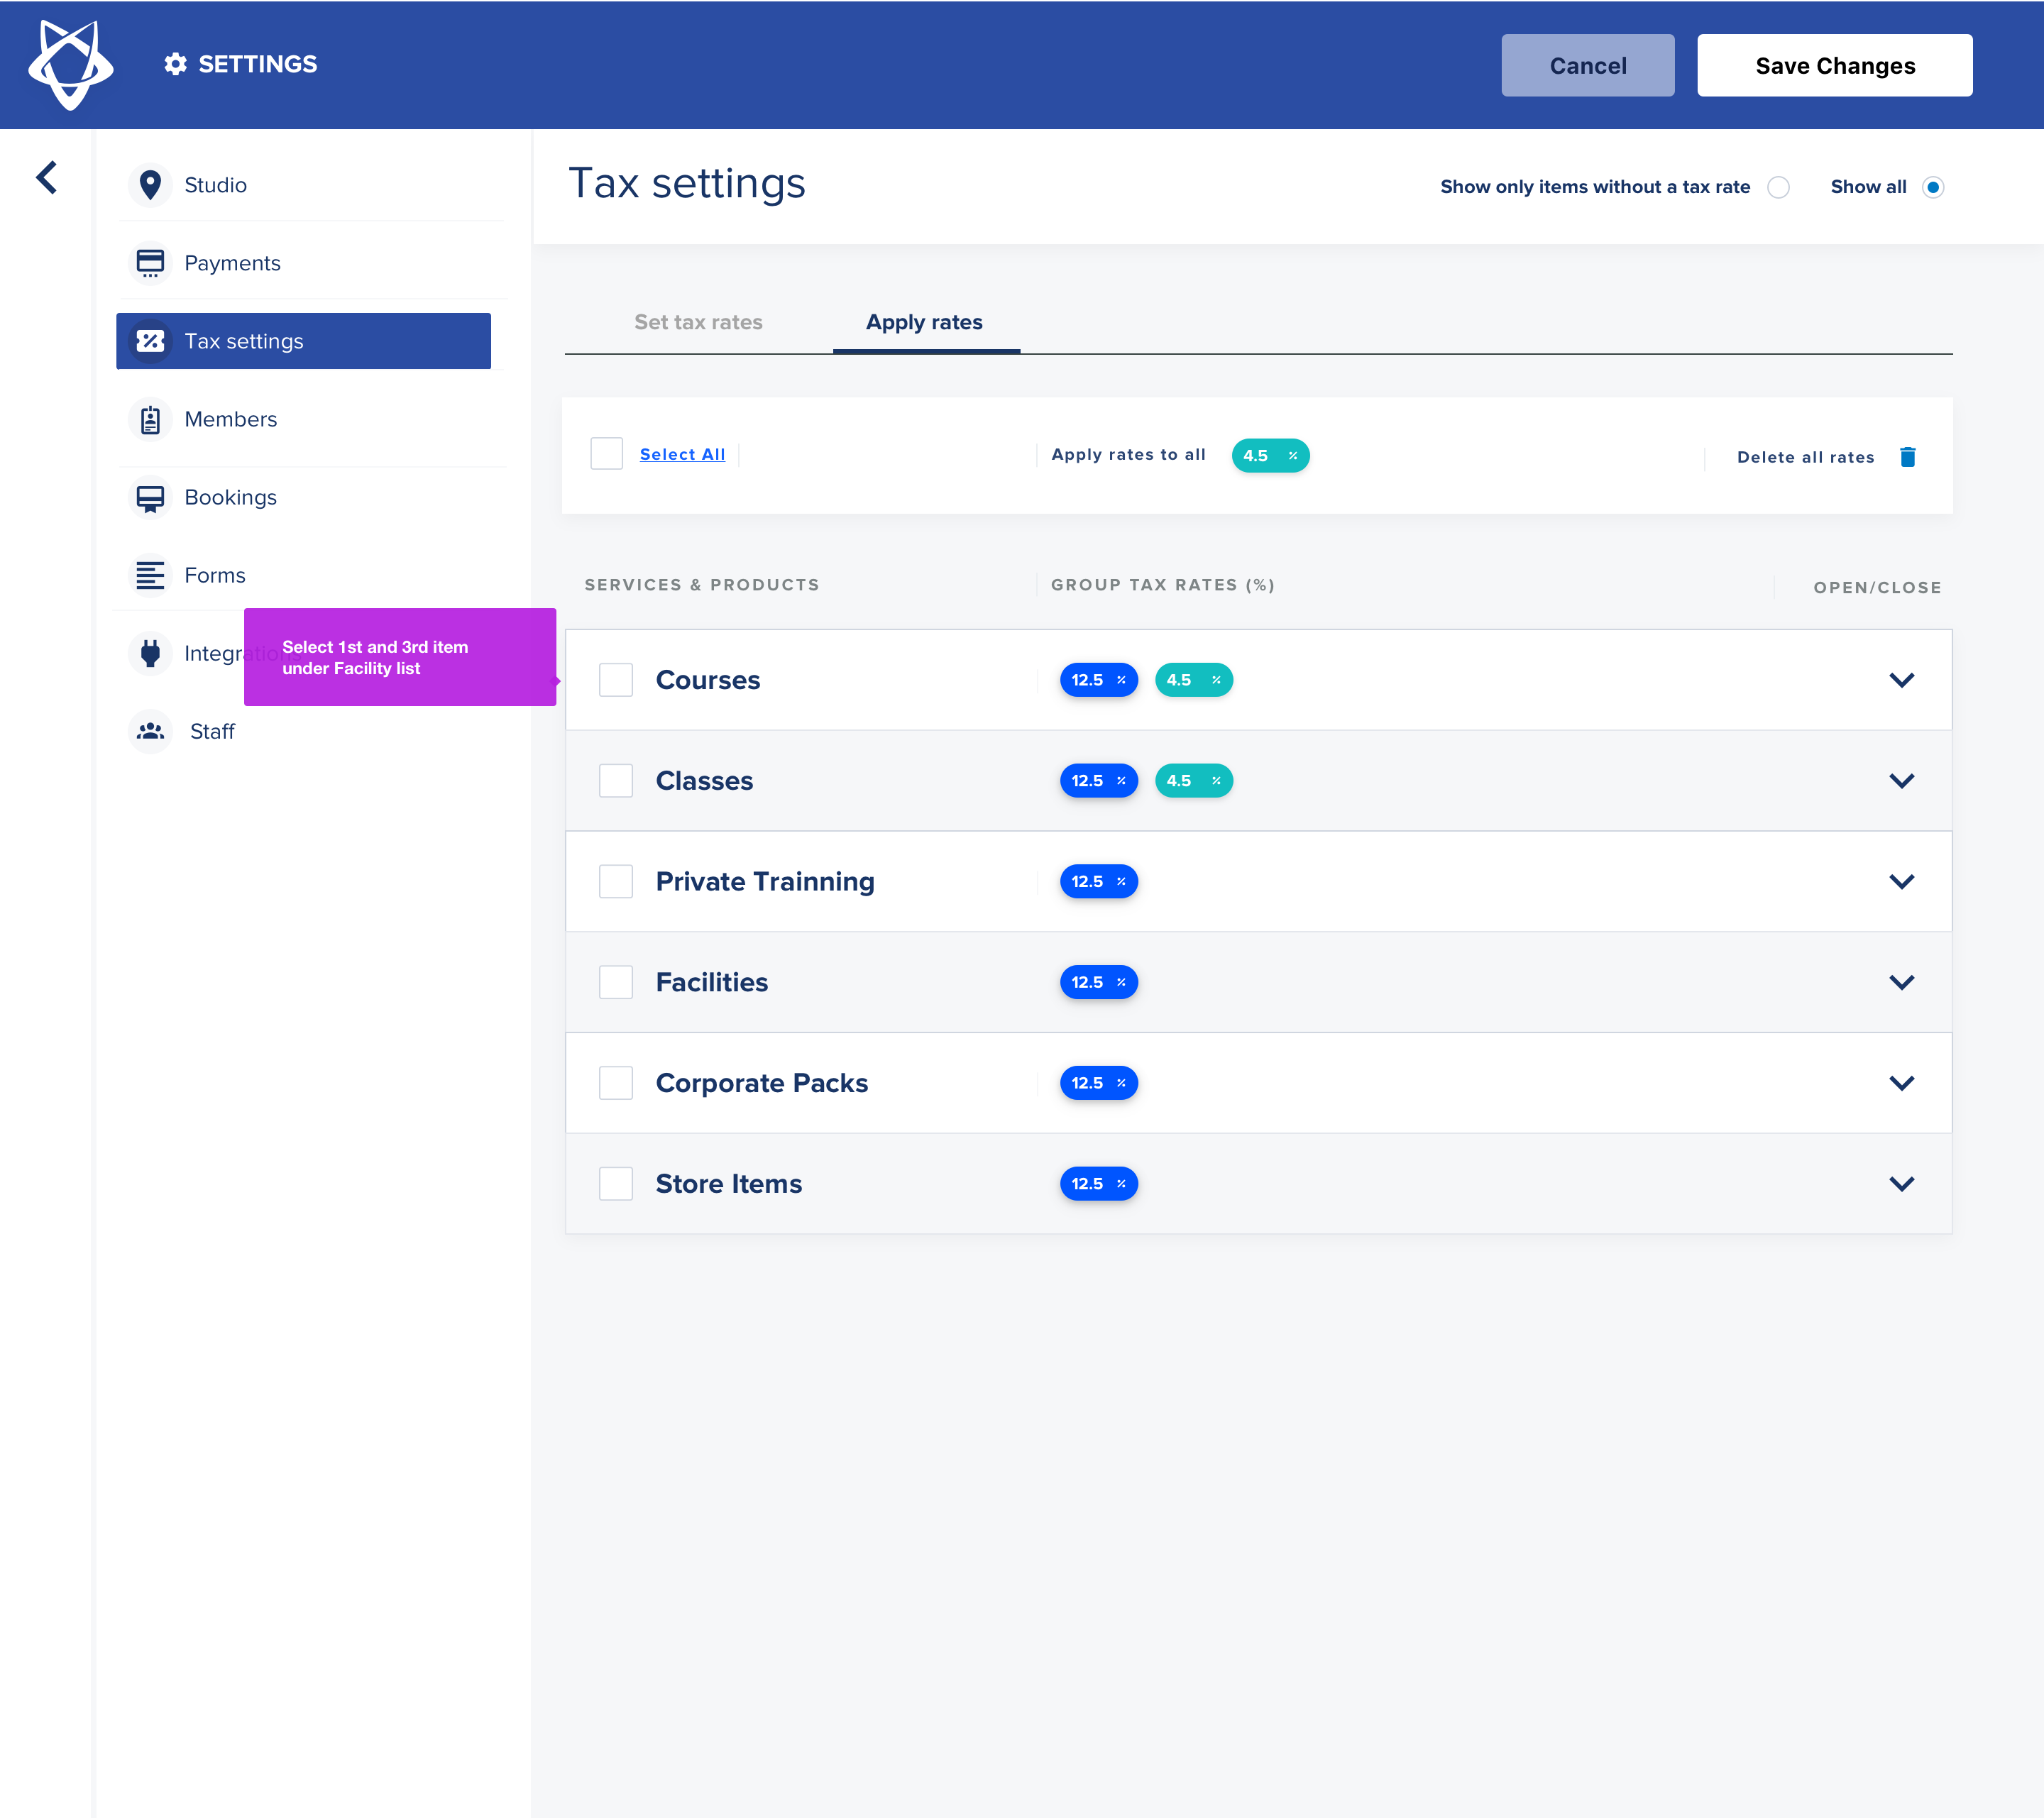 SETTINGS
Cancel
Save Changes
Studio
Payments
Tax settings
Members
Bookings
Forms
Integrations
Staff
Select 1st and 3rd item
under Facility list
Tax settings
Show only items without a tax rate
Show all
Set tax rates
Apply rates
Select All
Apply rates to all
4.5 %
Delete all rates
SERVICES & PRODUCTS
GROUP TAX RATES (%)
OPEN/CLOSE
Courses
12.5 %
4.5 %
Classes
12.5 %
4.5 %
Private Trainning
12.5 %
Facilities
12.5 %
Corporate Packs
12.5 %
Store Items
12.5 %